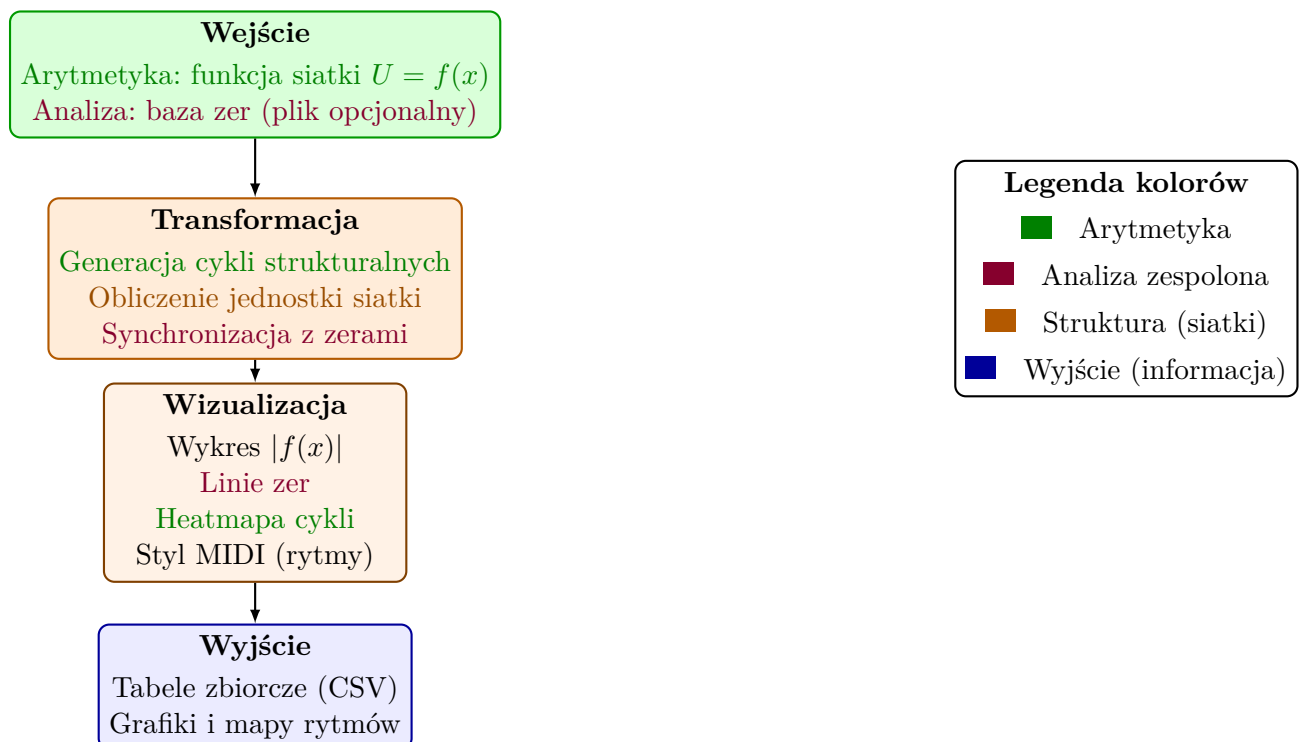 Wejście
Arytmetyka: funkcja siatki U = f(x)
Analiza: baza zer (plik opcjonalny)
Transformacja
Generacja cykli strukturalnych
Obliczenie jednostki siatki
Synchronizacja z zerami
Wizualizacja
Wykres |f(x)|
Linie zer
Heatmapa cykli
Styl MIDI (rytmy)
Wyjście
Tabele zbiorcze (CSV)
Grafiki i mapy rytmów
Legenda kolorów
Arytmetyka
Analiza zespolona
Struktura (siatki)
Wyjście (informacja)